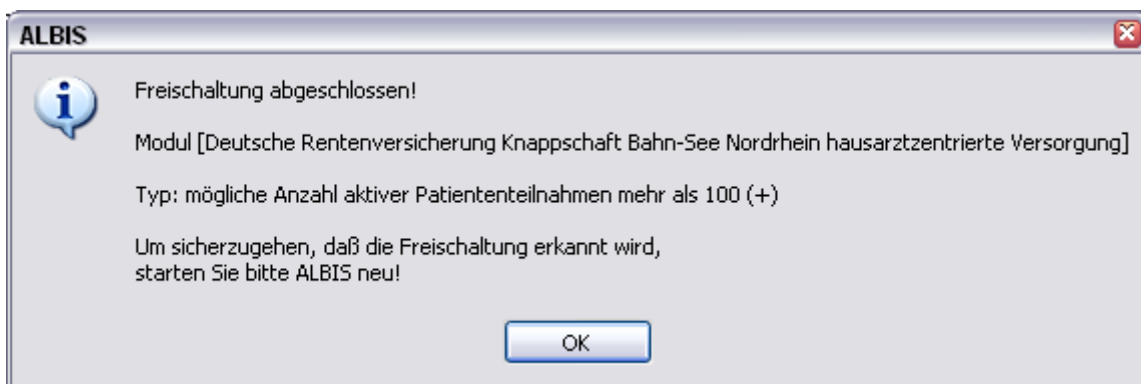 ALBIS
Freischaltung abgeschlossen!
Modul [Deutsche Rentenversicherung Knappschaft Bahn-See Nordrhein hausarztzentrierte Versorgung]
Typ: mögliche Anzahl aktiver Patiententeilnahmen mehr als 100 (+)
Um sicherzugehen, daß die Freischaltung erkannt wird,
starten Sie bitte ALBIS neu!
OK